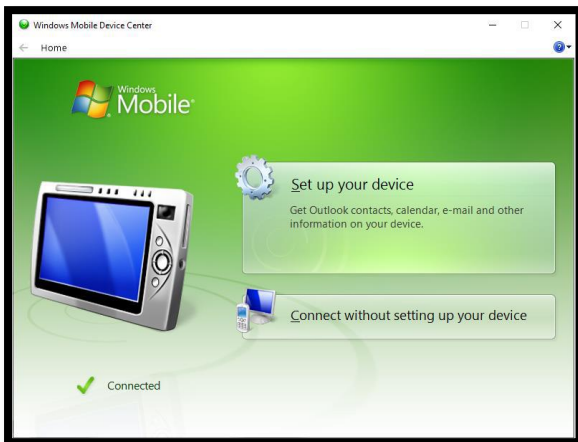 Windows Mobile Device Center
Home
Windows
Mobile®
Set up your device
Get Outlook contacts, calendar, e-mail and other
information on your device.
Connect without setting up your device
Connected